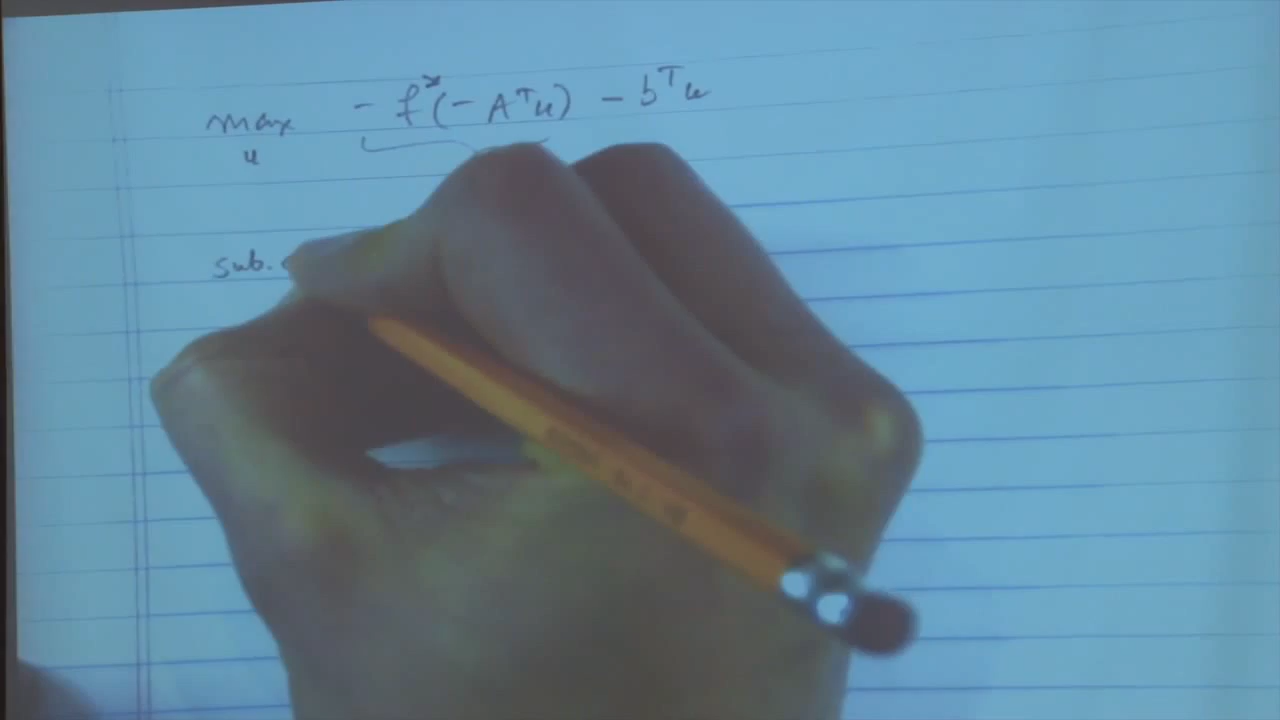 max - f*(-Aᵀu) - bᵀu
u
sub.